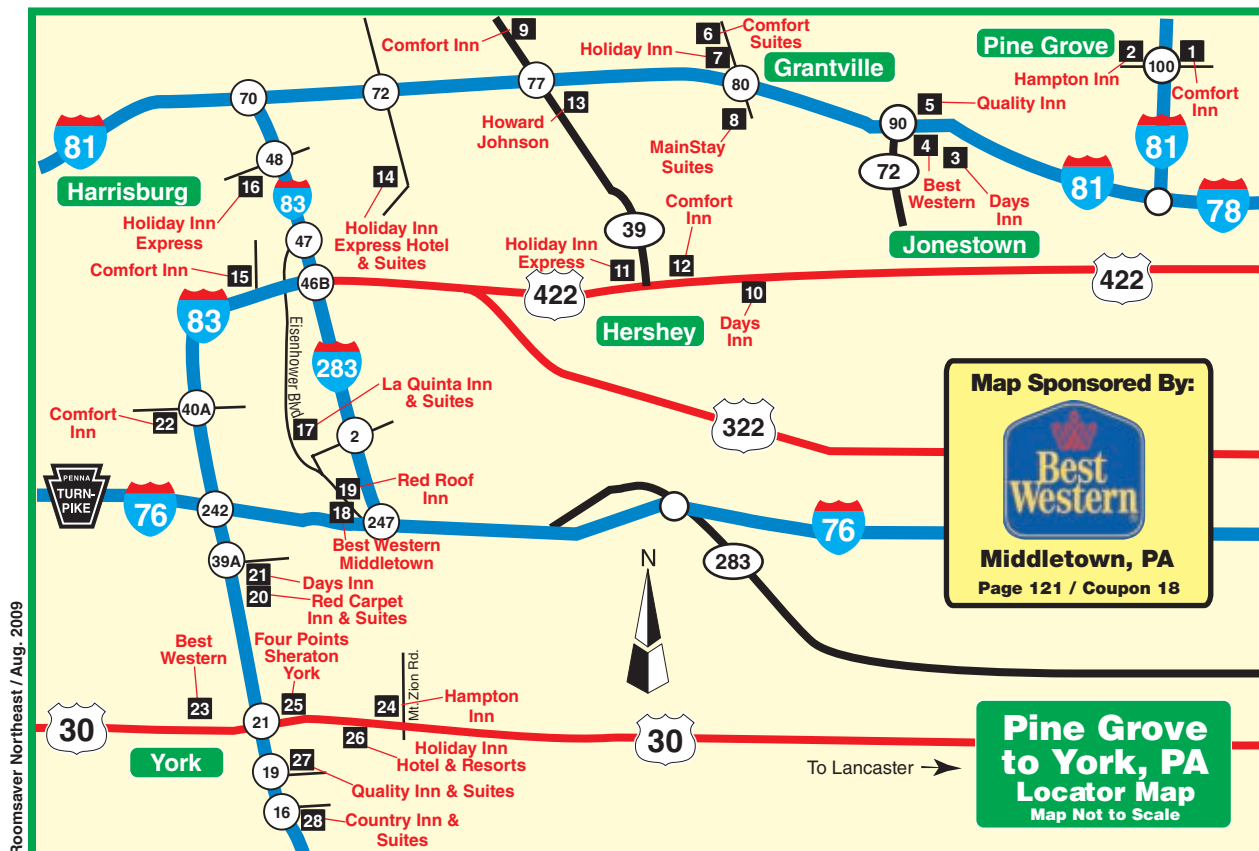 9
Comfort Inn
6
Comfort
Suites
Holiday Inn
7
Grantville
Pine Grove
2
1
Hampton Inn
100
Comfort
Inn
70
72
77
80
13
Howard
Johnson
8
MainStay
Suites
5
Quality Inn
90
4
3
Best
Western
Days
Inn
72
Jonestown
81
81
81
78
Harrisburg
48
16
Holiday Inn
Express
83
14
Holiday Inn
Express Hotel
& Suites
47
Comfort Inn
15
46B
39
Holiday Inn
Express
11
Comfort
Inn
12
422
422
10
Days
Inn
Hershey
83
Eisenhower Blvd
283
La Quinta Inn
& Suites
17
2
322
40A
Comfort
Inn
22
PENNA
TURN-
PIKE
76
242
19
Red Roof
Inn
18
247
Best Western
Middletown
76
283
39A
21
Days Inn
20
Red Carpet
Inn & Suites
N
Map Sponsored By:
Best
Western
®
Middletown, PA
Page 121 / Coupon 18
Best
Western
23
Four Points
Sheraton
York
25
24
Mt. Zion Rd.
Hampton
Inn
30
21
26
Holiday Inn
Hotel & Resorts
30
York
27
19
Quality Inn & Suites
16
28
Country Inn &
Suites
To Lancaster
Pine Grove
to York, PA
Locator Map
Map Not to Scale
Roomsaver Northeast / Aug. 2009